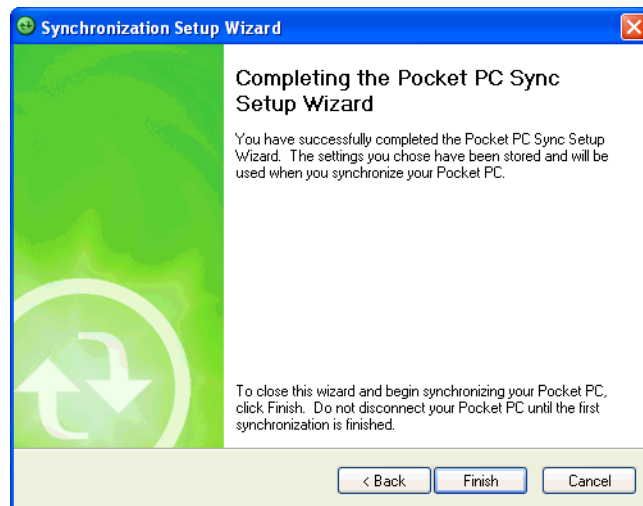 Synchronization Setup Wizard
Completing the Pocket PC Sync
Setup Wizard
You have successfully completed the Pocket PC Sync Setup
Wizard.  The settings you chose have been stored and will be
used when you synchronize your Pocket PC.
To close this wizard and begin synchronizing your Pocket PC,
click Finish.  Do not disconnect your Pocket PC until the first
synchronization is finished.
< Back Finish Cancel